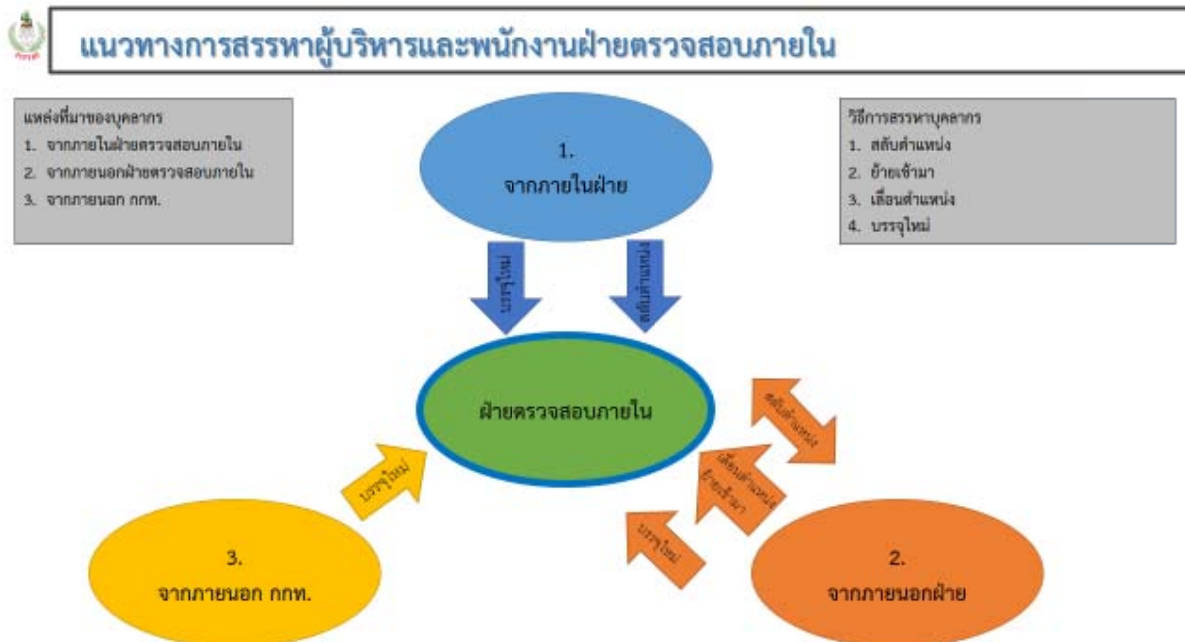 แนวทางการสรรหาผู้บริหารและพนักงานฝ่ายตรวจสอบภายใน
แหล่งที่มาของบุคลากร
1. จากภายในฝ่ายตรวจสอบภายใน
2. จากภายนอกฝ่ายตรวจสอบภายใน
3. จากภายนอก กกท.
1.
จากภายในฝ่าย
วิธีการสรรหาบุคลากร
1. สลับตำแหน่ง
2. ย้ายเข้ามา
3. เลื่อนตำแหน่ง
4. บรรจุใหม่
บรรจุใหม่
สลับตำแหน่ง
ฝ่ายตรวจสอบภายใน
สลับตำแหน่ง
เลื่อนตำแหน่ง
ย้ายเข้ามา
บรรจุใหม่
บรรจุใหม่
3.
จากภายนอก กกท.
2.
จากภายนอกฝ่าย